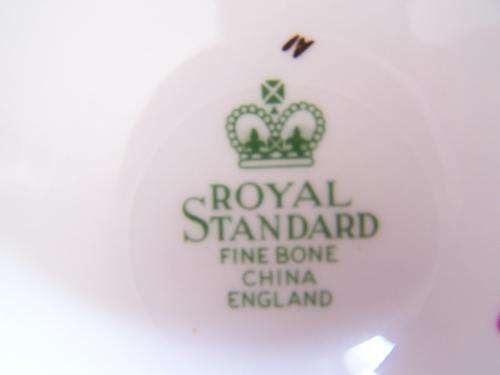 ROYAL
STANDARD
FINE BONE
CHINA
ENGLAND